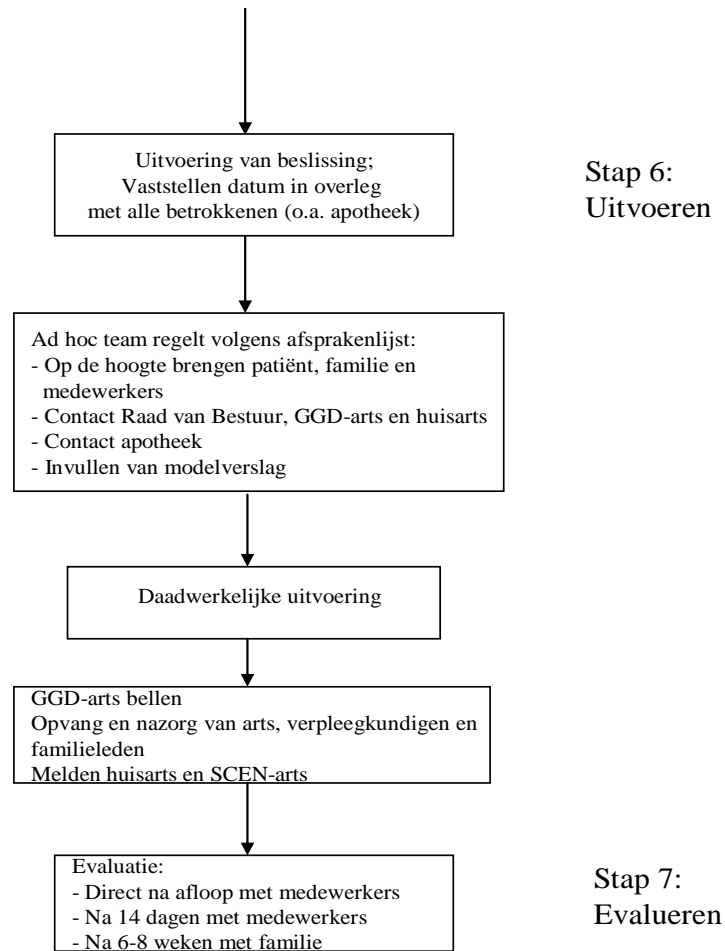 Uitvoering van beslissing;
Vaststellen datum in overleg
met alle betrokkenen (o.a. apotheek)
Stap 6:
Uitvoeren
Ad hoc team regelt volgens afsprakenlijst:
- Op de hoogte brengen patiënt, familie en
medewerkers
- Contact Raad van Bestuur, GGD-arts en huisarts
- Contact apotheek
- Invullen van modelverslag
Daadwerkelijke uitvoering
GGD-arts bellen
Opvang en nazorg van arts, verpleegkundigen en
familieleden
Melden huisarts en SCEN-arts
Evaluatie:
- Direct na afloop met medewerkers
- Na 14 dagen met medewerkers
- Na 6-8 weken met familie
Stap 7:
Evalueren